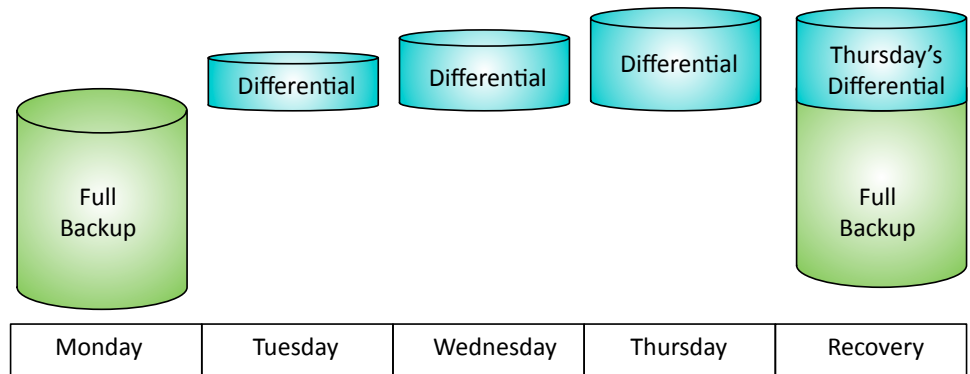 Full
Backup
Differential
Differential
Differential
Thursday's
Differential
Full
Backup
Monday
Tuesday
Wednesday
Thursday
Recovery